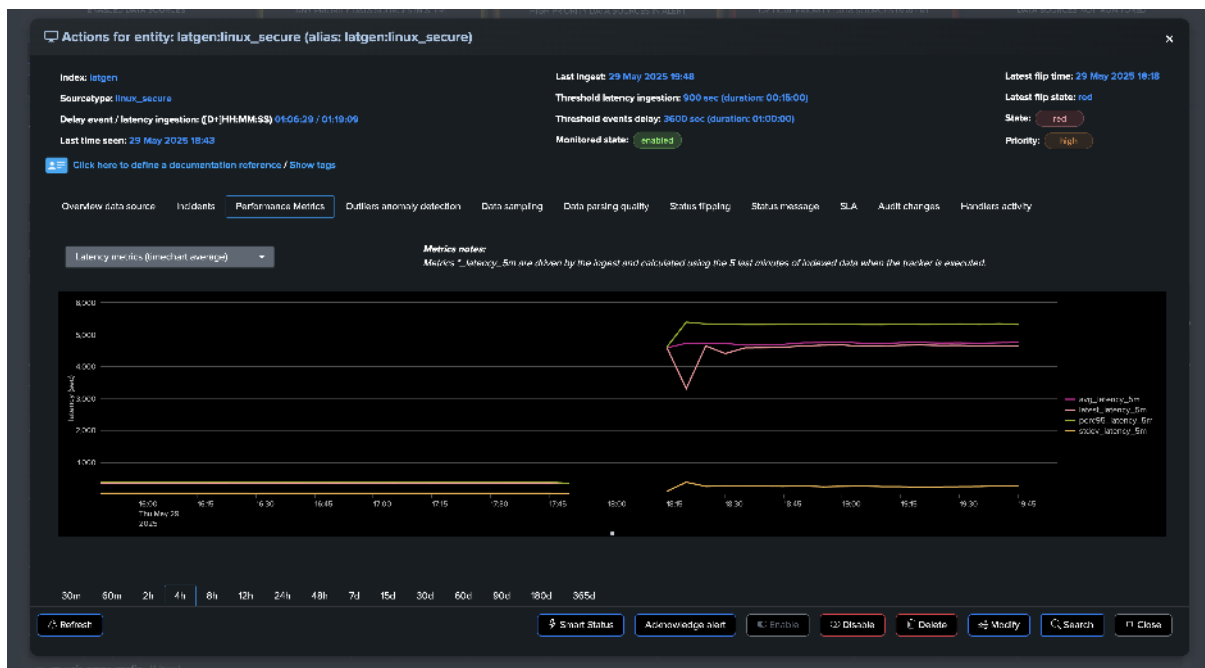 Actions for entity: latgen:linux_secure (alias: latgen:linux_secure)
×
Index: latgen
Sourcetype: linux_secure
Delay event / latency ingestion: ([D+]HH:MM:SS) 01:06:29 / 01:19:09
Last time seen: 29 May 2025 18:43
Last ingest: 29 May 2025 19:48
Threshold latency ingestion: 900 sec (duration: 00:15:00)
Threshold events delay: 3600 sec (duration: 01:00:00)
Monitored state: enabled
Latest flip time: 29 May 2025 18:18
Latest flip state: red
State: red
Priority: high
Click here to define a documentation reference / Show tags
Overview data source Incidents Performance Metrics Outliers anomaly detection Data sampling Data parsing quality Status flipping Status message SLA Audit changes Handlers activity
Latency metrics (timechart average)
Metrics notes:
Metrics *_latency_5m are driven by the ingest and calculated using the 5 last minutes of indexed data when the tracker is executed.
6,000
5,000
4,000
3,000
2,000
1,000
latency (sec)
avg_latency_5m
latest_latency_5m
perc95_latency_5m
stdev_latency_5m
16:00 16:15 16:30 16:45 17:00 17:15 17:30 17:45 18:00 18:15 18:30 18:45 19:00 19:15 19:30 19:45
Thu May 29
2025
30m 60m 2h 4h 8h 12h 24h 48h 7d 15d 30d 60d 90d 180d 365d
Refresh Smart Status Acknowledge alert Enable Disable Delete Modify Search Close